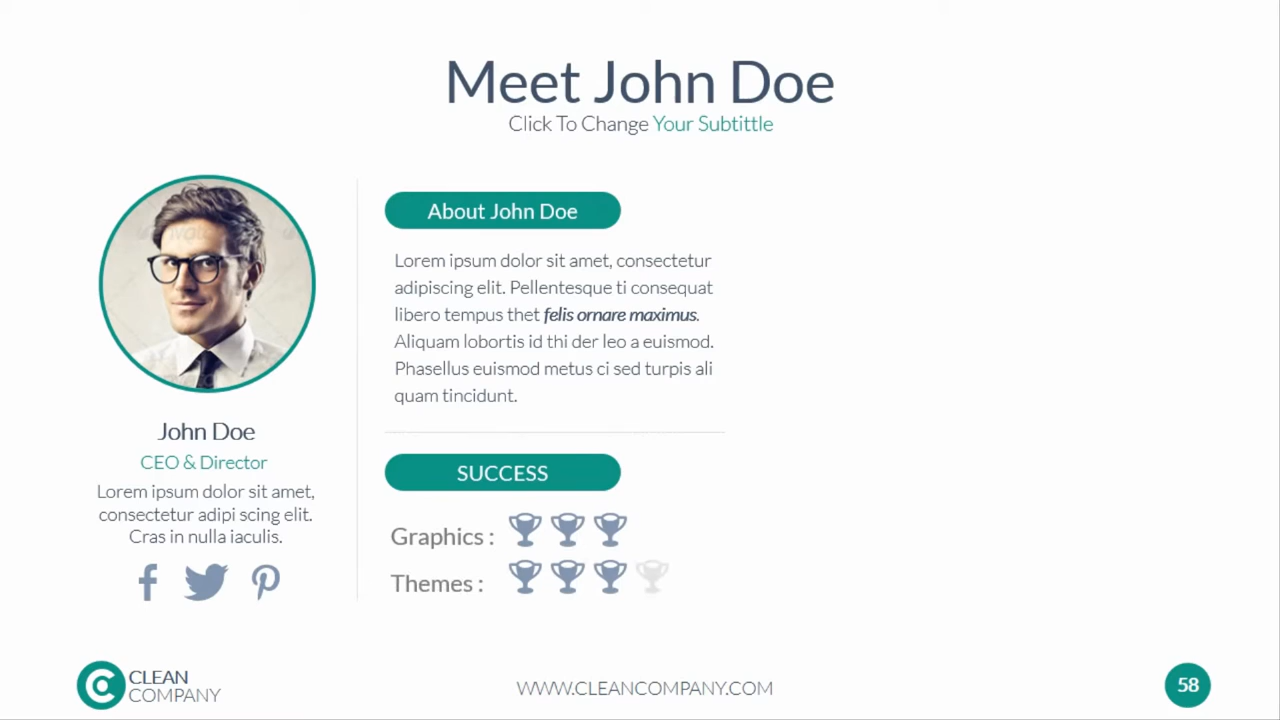 Meet John Doe
Click To Change Your Subtittle
John Doe
CEO & Director
Lorem ipsum dolor sit amet,
consectetur adipi scing elit.
Cras in nulla iaculis.
About John Doe
Lorem ipsum dolor sit amet, consectetur
adipiscing elit. Pellentesque ti consequat
libero tempus thet felis ornare maximus.
Aliquam lobortis id thi der leo a euismod.
Phasellus euismod metus ci sed turpis ali
quam tincidunt.
SUCCESS
Graphics :
Themes :
CLEAN
COMPANY
WWW.CLEANCOMPANY.COM
58